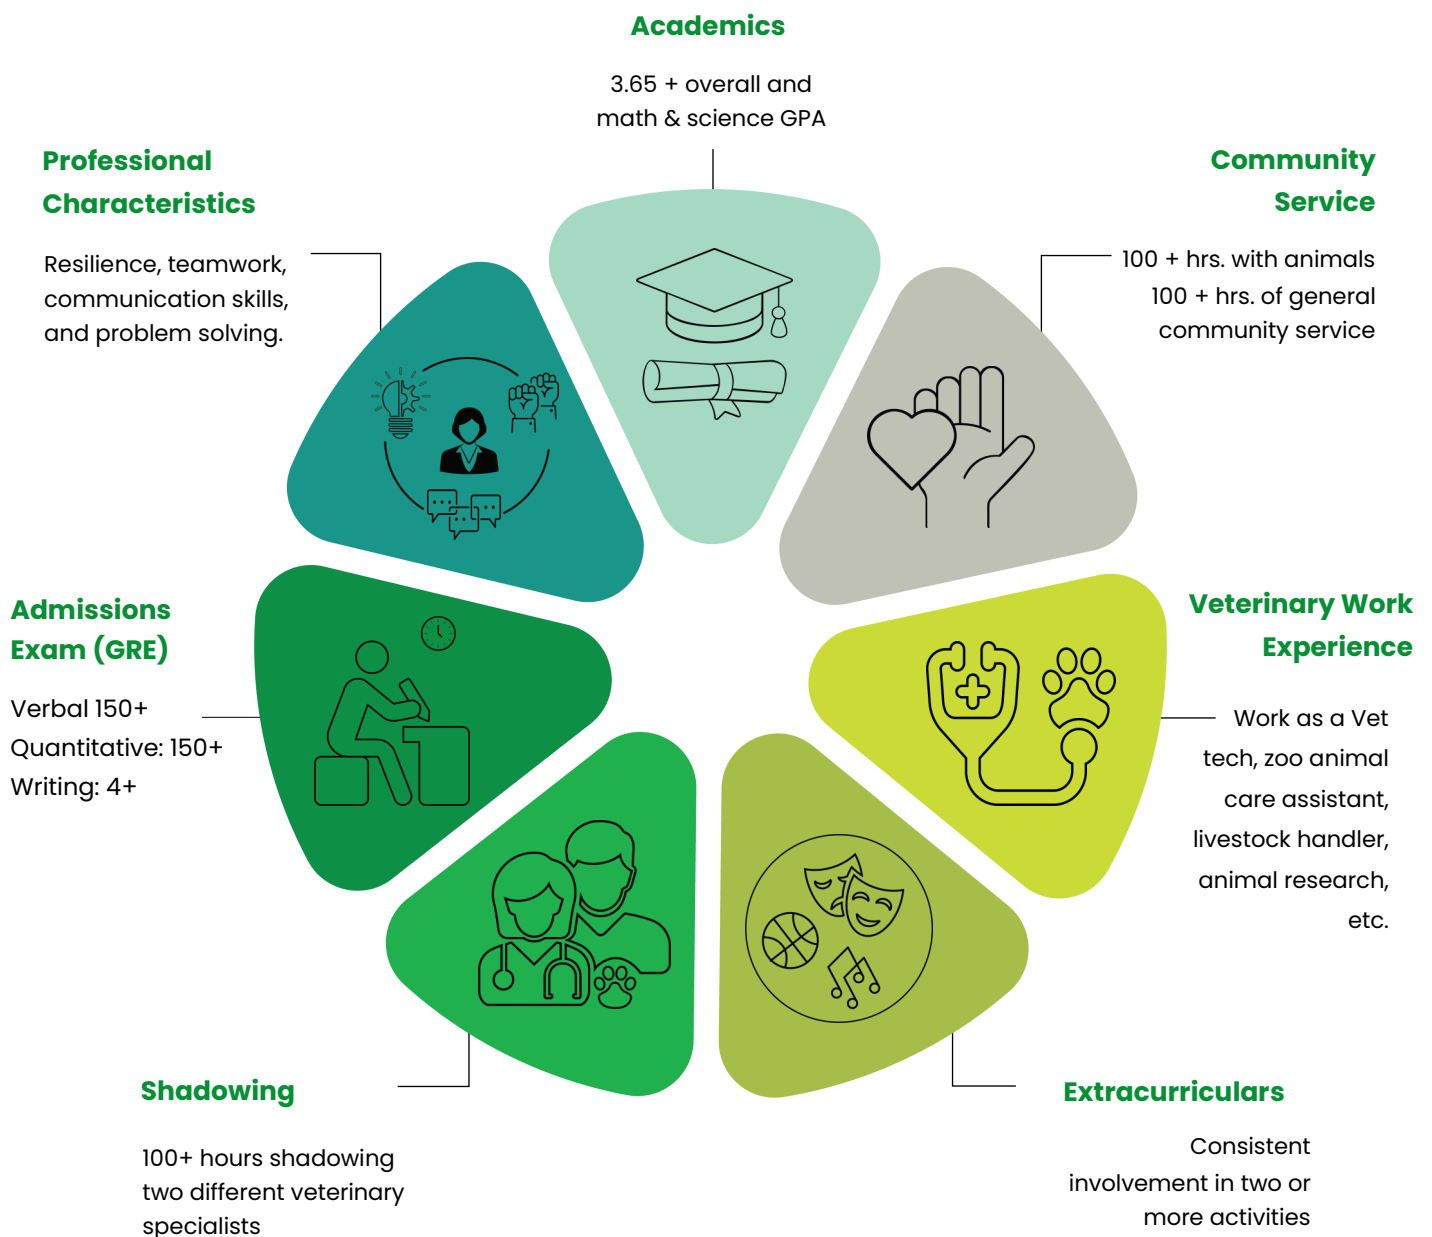 Academics
3.65 + overall and
math & science GPA
Professional
Characteristics
Resilience, teamwork,
communication skills,
and problem solving.
Community
Service
100 + hrs. with animals
100 + hrs. of general
community service
Admissions
Exam (GRE)
Verbal 150+
Quantitative: 150+
Writing: 4+
Veterinary Work
Experience
Work as a Vet
tech, zoo animal
care assistant,
livestock handler,
animal research,
etc.
Shadowing
100+ hours shadowing
two different veterinary
specialists
Extracurriculars
Consistent
involvement in two or
more activities